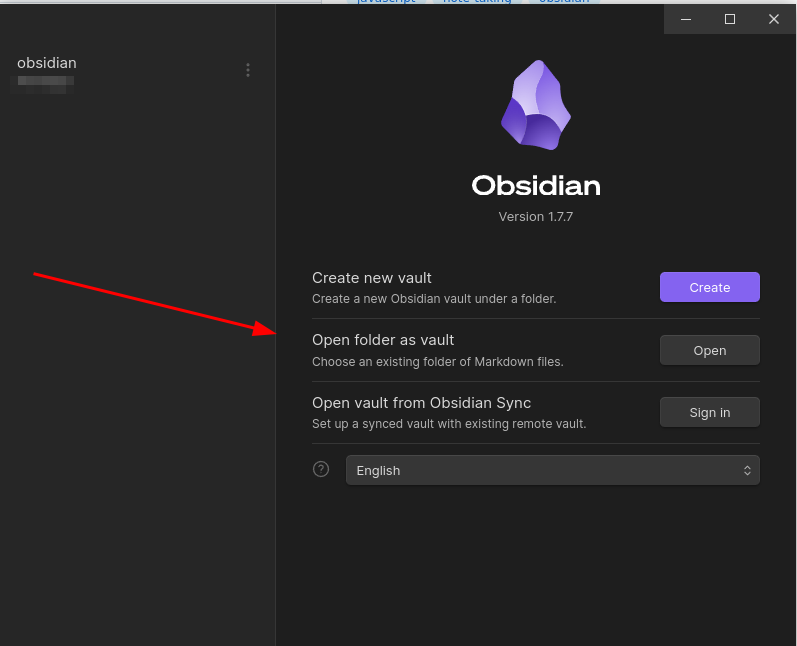 javascript note-taking obsidian
obsidian
Obsidian
Version 1.7.7
Create new vault
Create a new Obsidian vault under a folder.
Create
Open folder as vault
Choose an existing folder of Markdown files.
Open
Open vault from Obsidian Sync
Set up a synced vault with existing remote vault.
Sign in
?
English